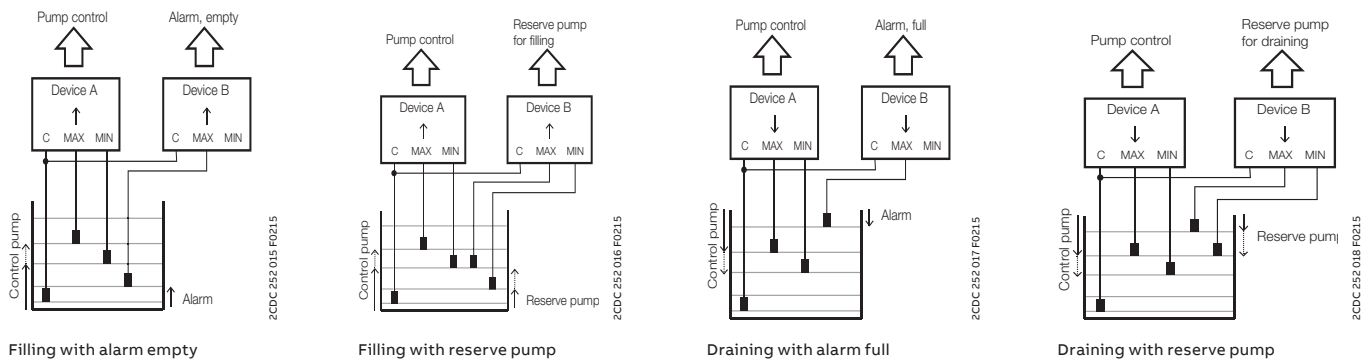 Pump control
Alarm, empty
Device A
Device B
C MAX MIN
C MAX MIN
Control pump
Alarm
2CDC 252 015 F0215
Filling with alarm empty
Pump control
Reserve pump
for filling
Device A
Device B
C MAX MIN
C MAX MIN
Control pump
Reserve pump
2CDC 252 016 F0215
Filling with reserve pump
Pump control
Alarm, full
Device A
Device B
C MAX MIN
C MAX MIN
Control pump
Alarm
2CDC 252 017 F0215
Draining with alarm full
Pump control
Reserve pump
for draining
Device A
Device B
C MAX MIN
C MAX MIN
Control pump
Reserve pump
2CDC 252 018 F0215
Draining with reserve pump